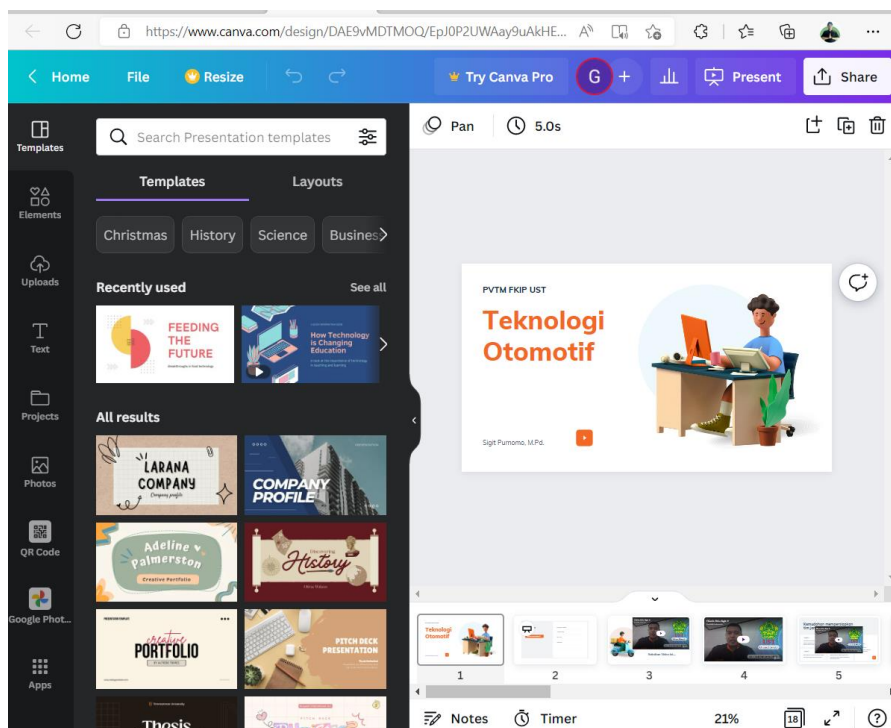 https://www.canva.com/design/DAE9vMDTMOQ/EpJ0P2UWAay9uAkHE...
Home
File
Resize
Try Canva Pro
G
Present
Share
Templates
Elements
Uploads
Text
Projects
Photos
QR Code
Google Phot...
Apps
Search Presentation templates
Templates
Layouts
Christmas
History
Science
Business
Recently used
See all
FEEDING
THE
FUTURE
How Technology
is Changing
Education
All results
LARANA
COMPANY
Company profile
COMPANY
PROFILE
Adeline
Palmerston
Creative Portfolio
History
creative
PORTFOLIO
PITCH DECK
PRESENTATION
Thesis
Pan
5.0s
PVTM FKIP UST
Teknologi
Otomotif
Sigit Purnomo, M.Pd.
Teknologi
Otomotif
1
2
3
4
5
Notes
Timer
21%
18